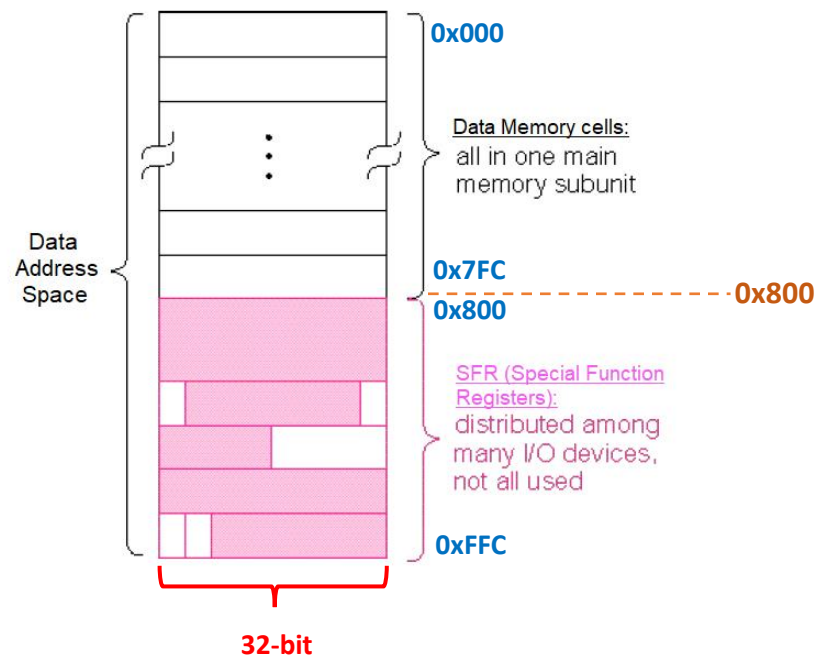 0x000
Data Memory cells:
all in one main
memory subunit
Data
Address
Space
0x7FC
0x800
0x800
SFR (Special Function
Registers):
distributed among
many I/O devices,
not all used
0xFFC
32-bit